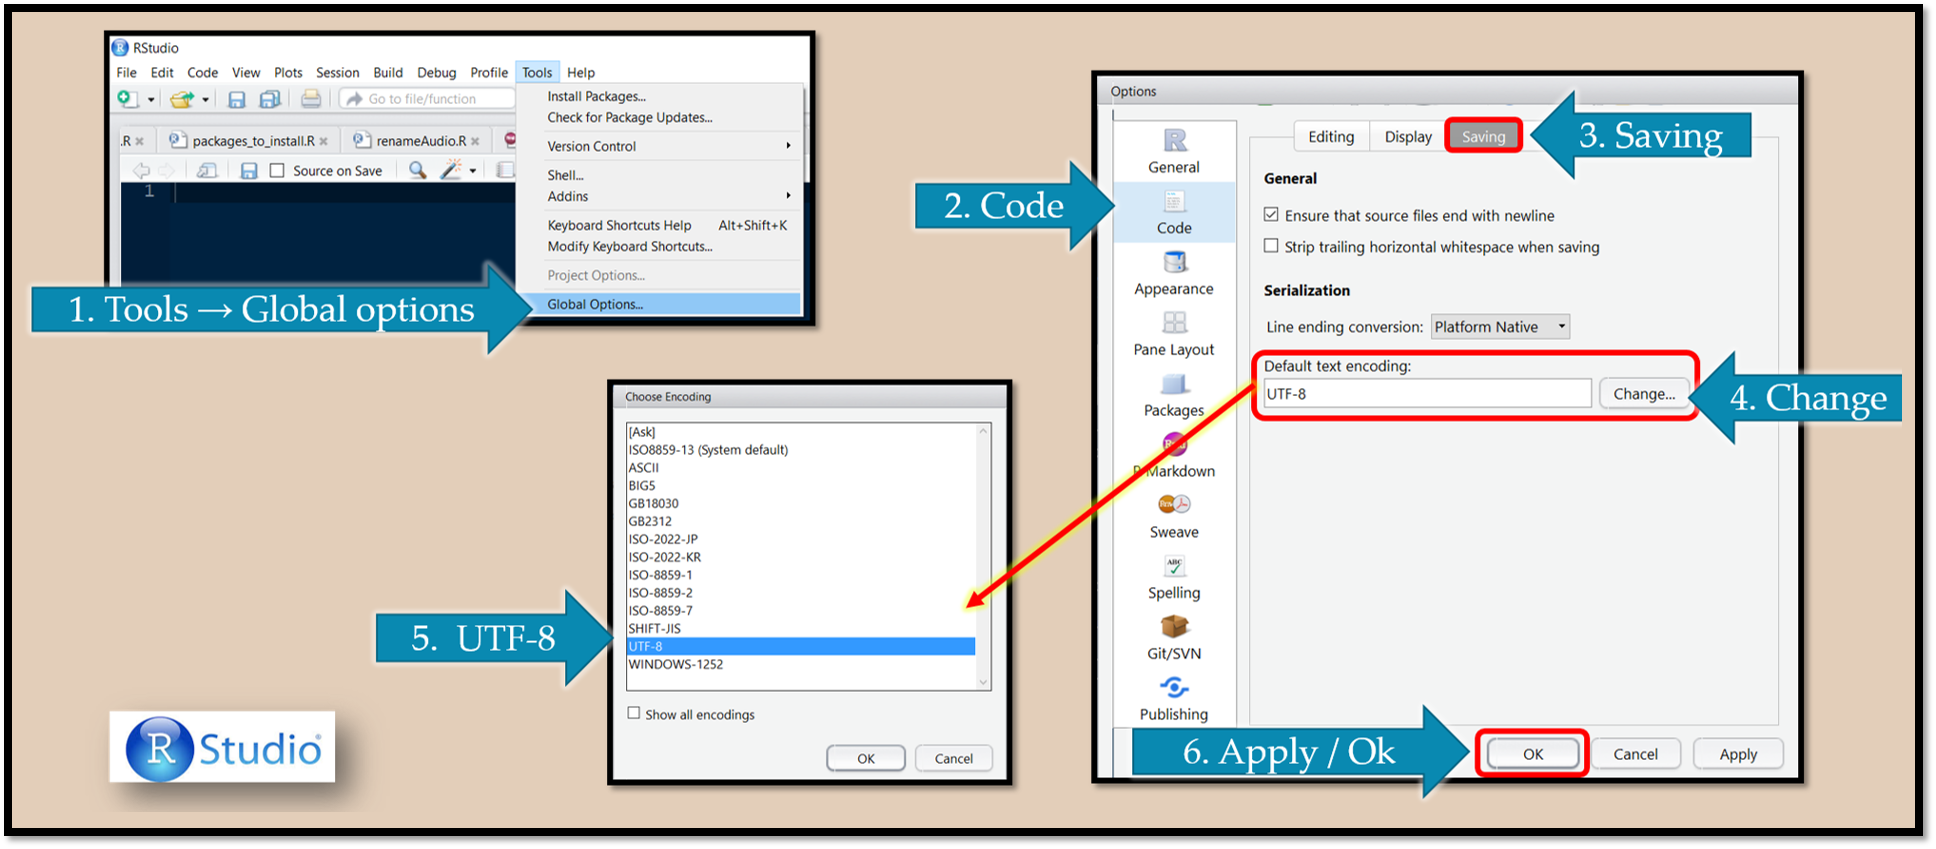 RStudio
File Edit Code View Plots Session Build Debug Profile Tools Help
Go to file/function
Install Packages...
Check for Package Updates...
Version Control
Shell...
Addins
Keyboard Shortcuts Help Alt+Shift+K
Modify Keyboard Shortcuts...
Project Options...
Global Options...
.R packages_to_install.R renameAudio.R
Source on Save
1
1. Tools → Global options
Options
2. Code
General
Code
Appearance
Pane Layout
Packages
R Markdown
Sweave
Spelling
Git/SVN
Publishing
Editing Display Saving
3. Saving
General
Ensure that source files end with newline
Strip trailing horizontal whitespace when saving
Serialization
Line ending conversion: Platform Native
Default text encoding:
UTF-8 Change...
4. Change
Choose Encoding
[Ask]
ISO8859-13 (System default)
ASCII
BIG5
GB18030
GB2312
ISO-2022-JP
ISO-2022-KR
ISO-8859-1
ISO-8859-2
ISO-8859-7
SHIFT-JIS
UTF-8
WINDOWS-1252
Show all encodings
OK Cancel
5. UTF-8
6. Apply / Ok
OK Cancel Apply
R Studio